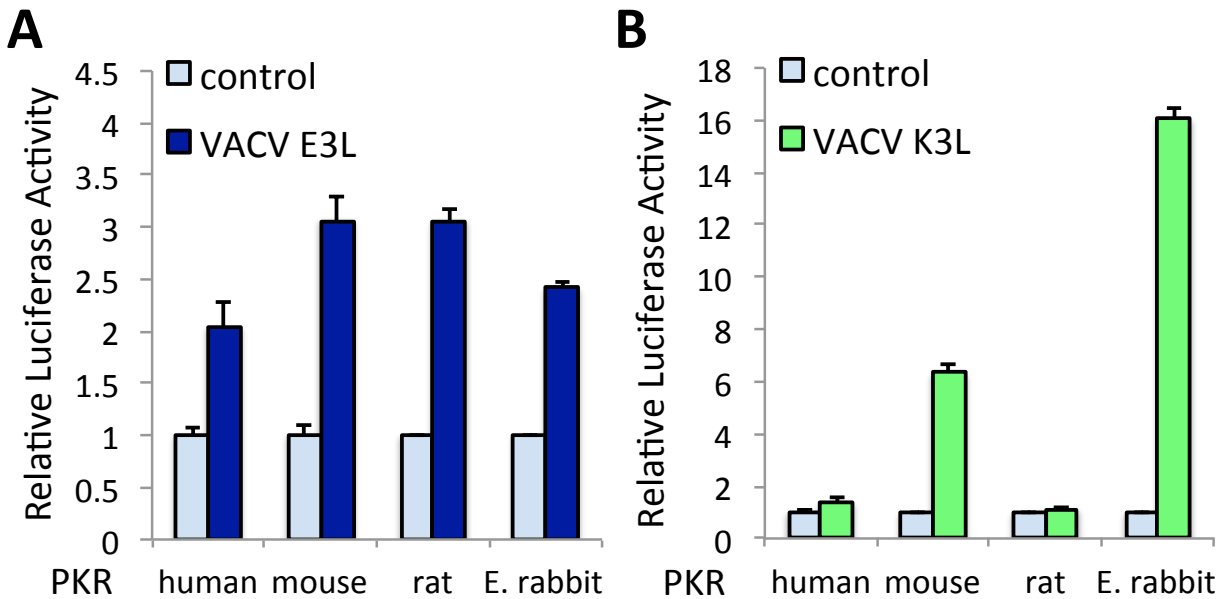 A
Relative Luciferase Activity
4.5
4
3.5
3
2.5
2
1.5
1
0.5
0
control
VACV E3L
PKR human mouse rat E. rabbit
B
Relative Luciferase Activity
18
16
14
12
10
8
6
4
2
0
control
VACV K3L
PKR human mouse rat E. rabbit